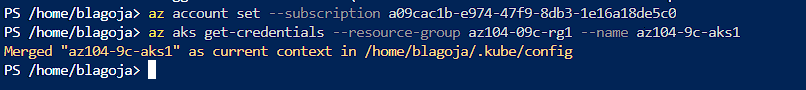 PS /home/blagoja> az account set --subscription a09cac1b-e974-47f9-8db3-1e16a18de5c0
PS /home/blagoja> az aks get-credentials --resource-group az104-09c-rg1 --name az104-9c-aks1
Merged "az104-9c-aks1" as current context in /home/blagoja/.kube/config
PS /home/blagoja>